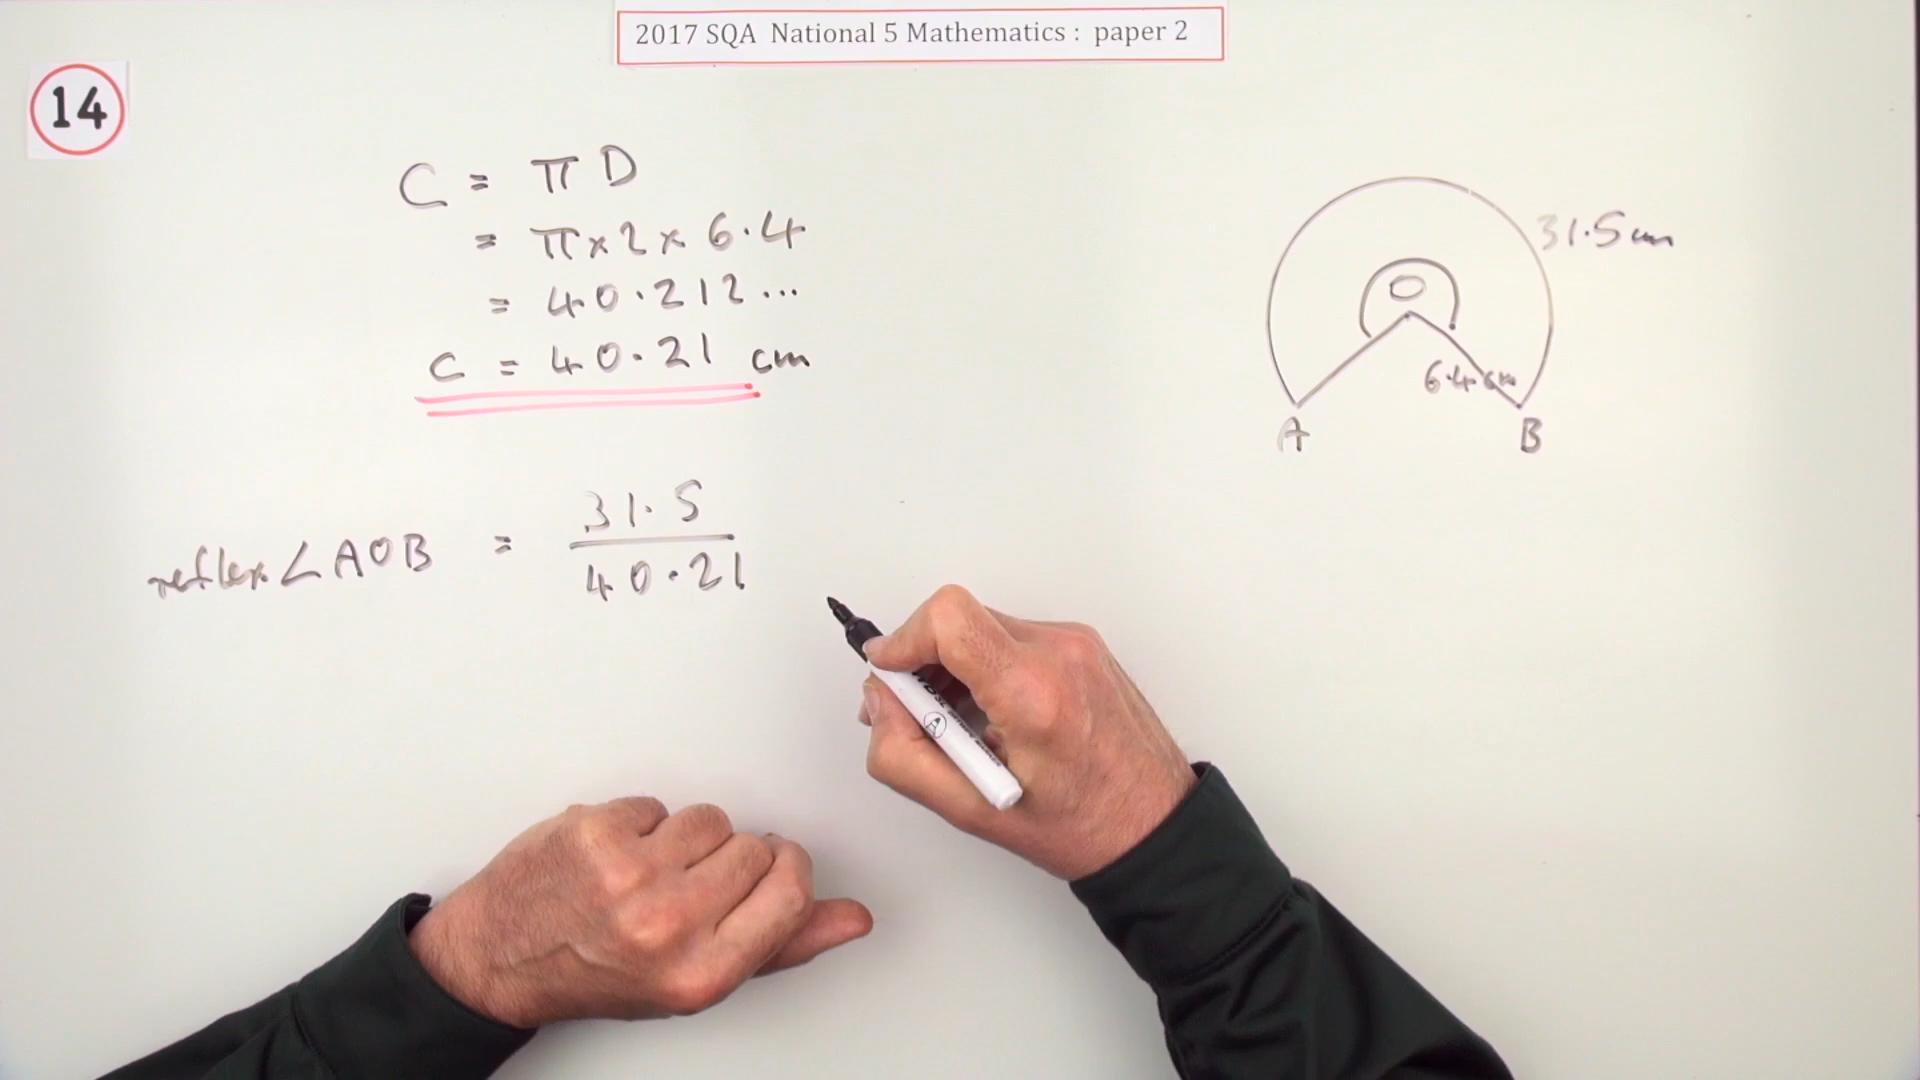 2017 SQA National 5 Mathematics : paper 2
14
C = π D
= π x 2 x 6.4
= 40.212...
C = 40.21 cm
31.5 cm
O
6.4 cm
A B
reflex ∠AOB = 31.5 / 40.21
A